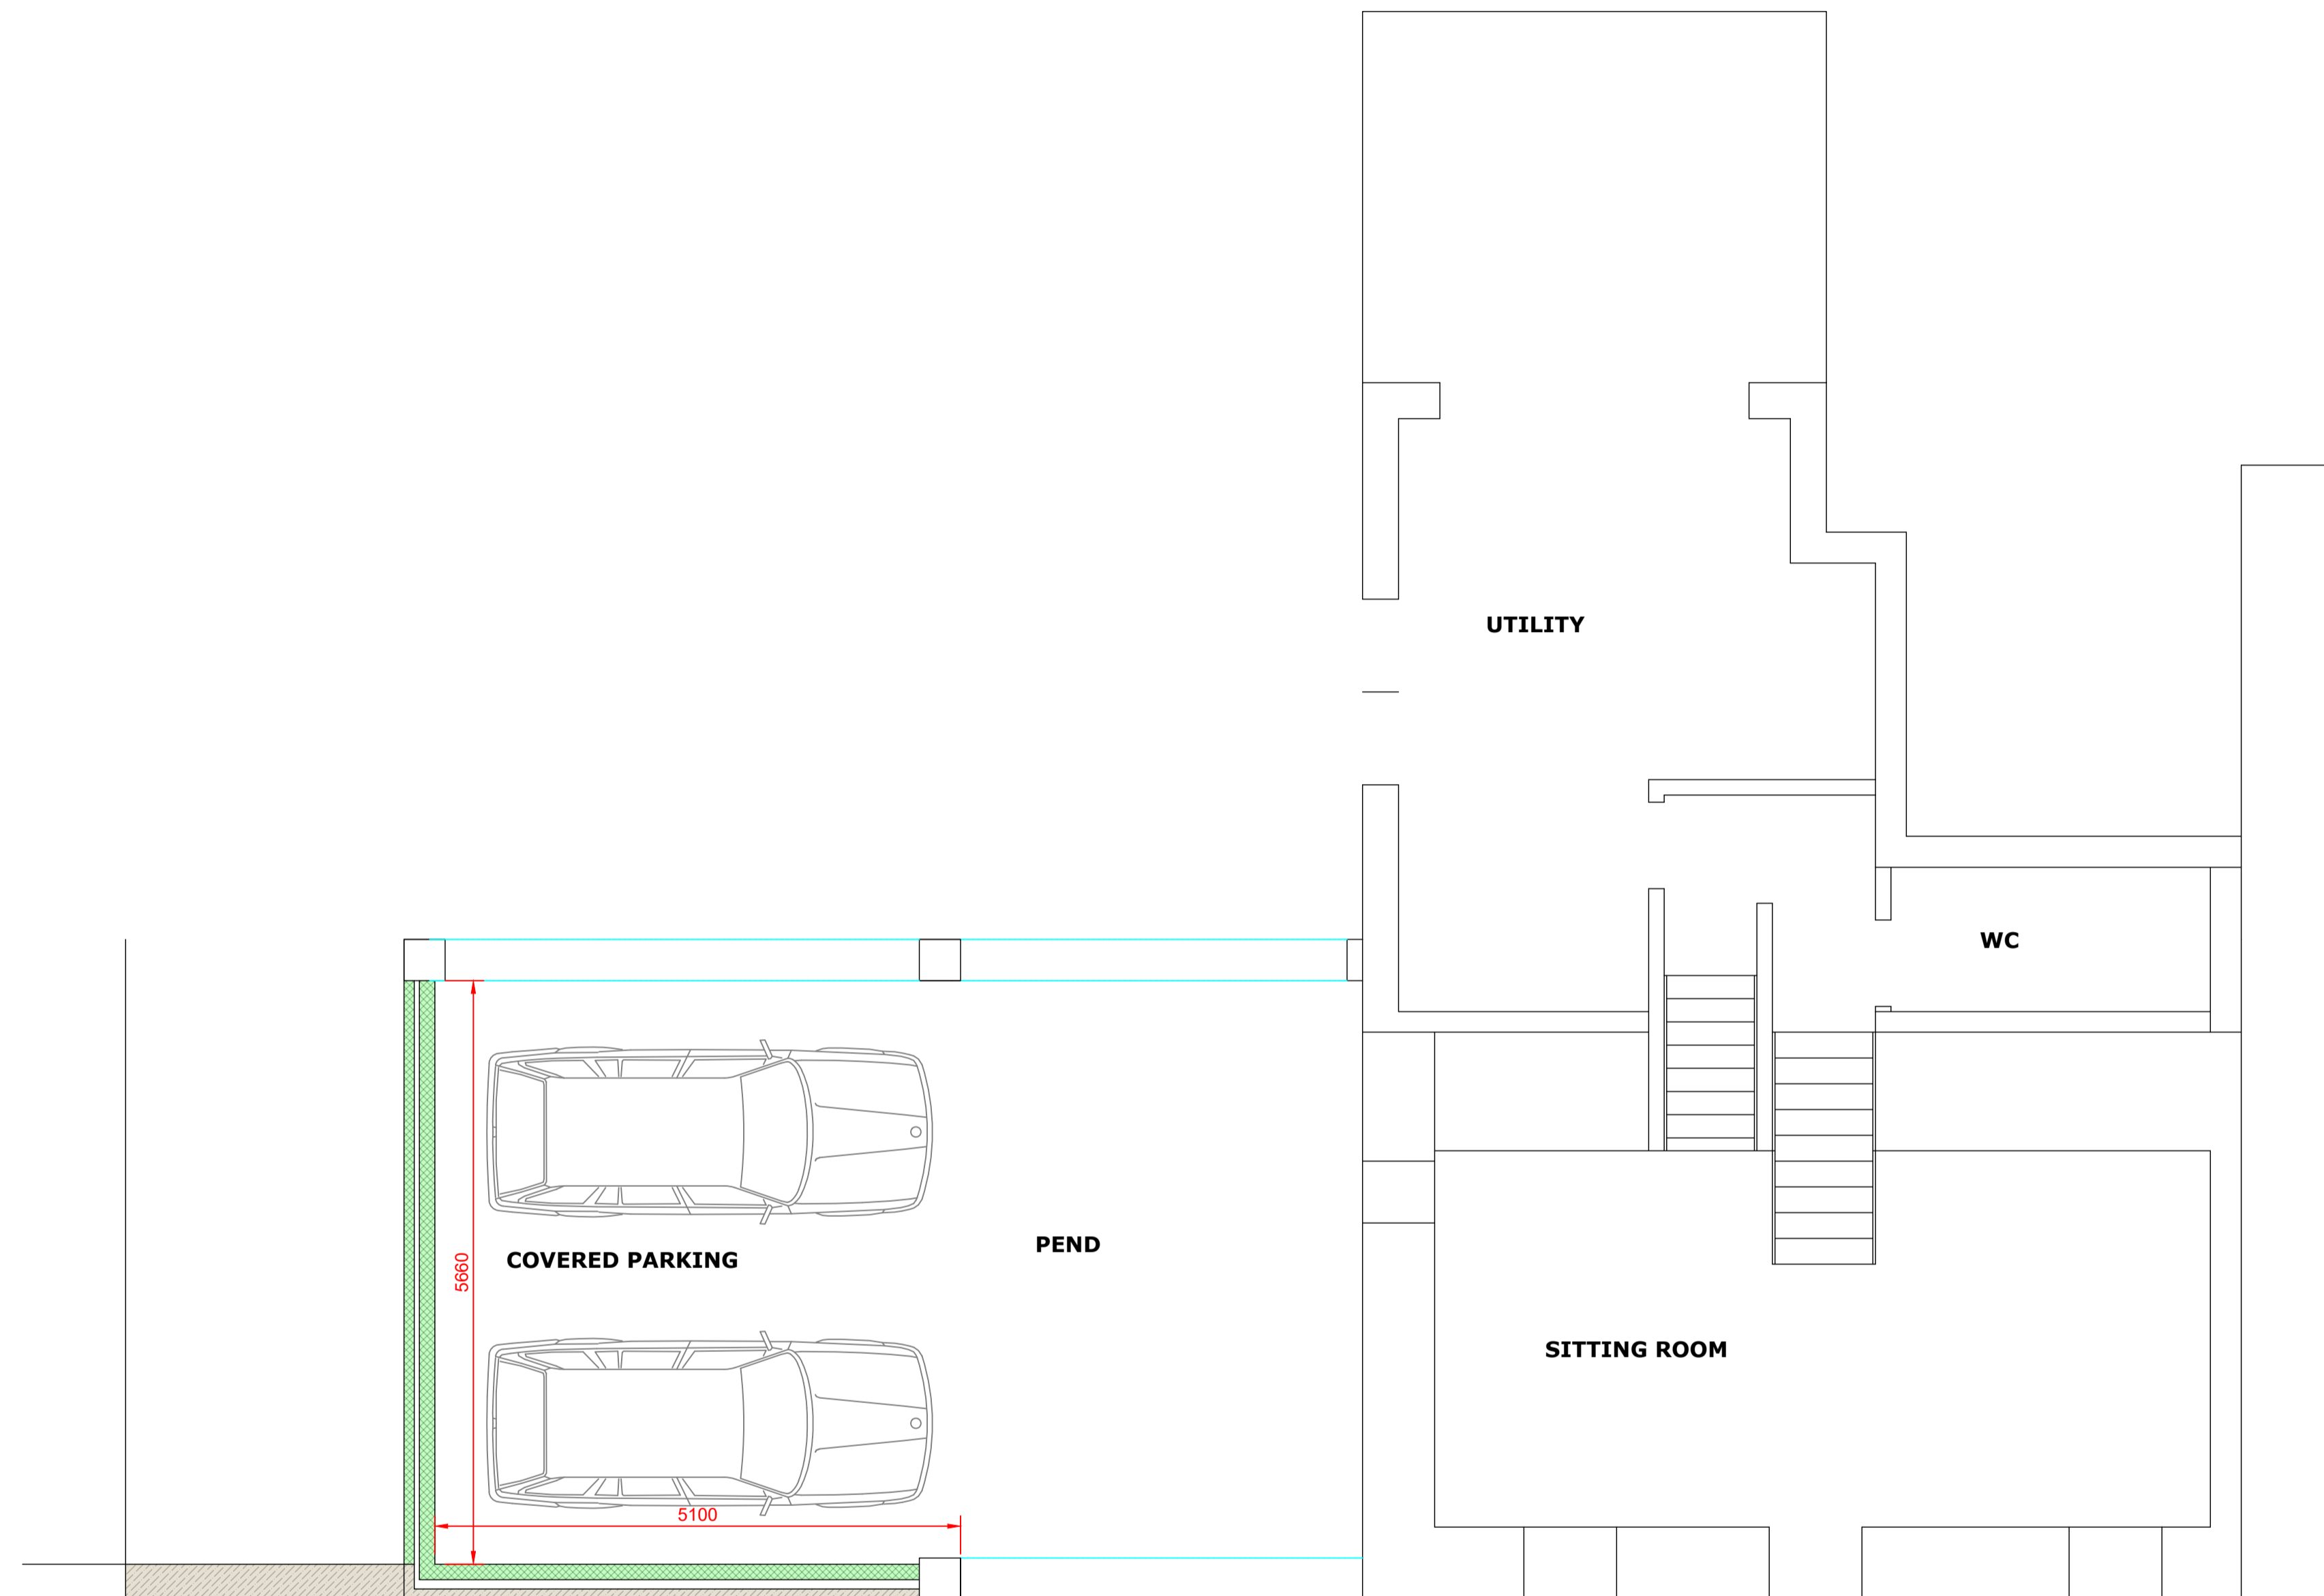 UTILITY
WC
PEND
COVERED PARKING
5660
SITTING ROOM
5100